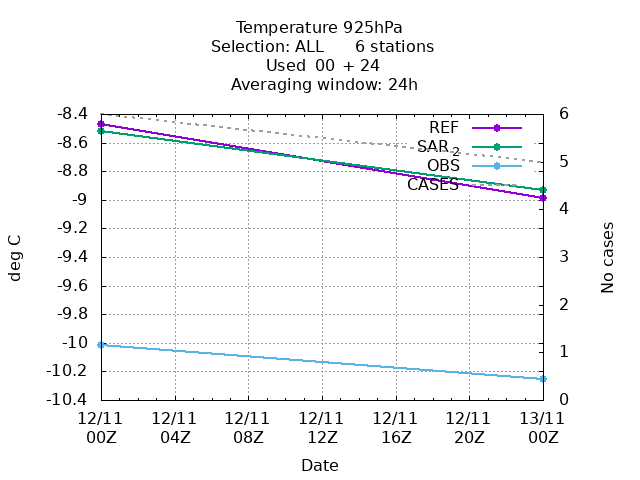 Temperature 925hPa
Selection: ALL 6 stations
Used 00 + 24
Averaging window: 24h
-8.4
-8.6
-8.8
-9
-9.2
-9.4
-9.6
-9.8
-10
-10.2
-10.4
deg C
REF
SAR2
OBS
CASES
6
5
4
3
2
1
0
No cases
12/11 12/11 12/11 12/11 12/11 12/11 13/11
00Z 04Z 08Z 12Z 16Z 20Z 00Z
Date